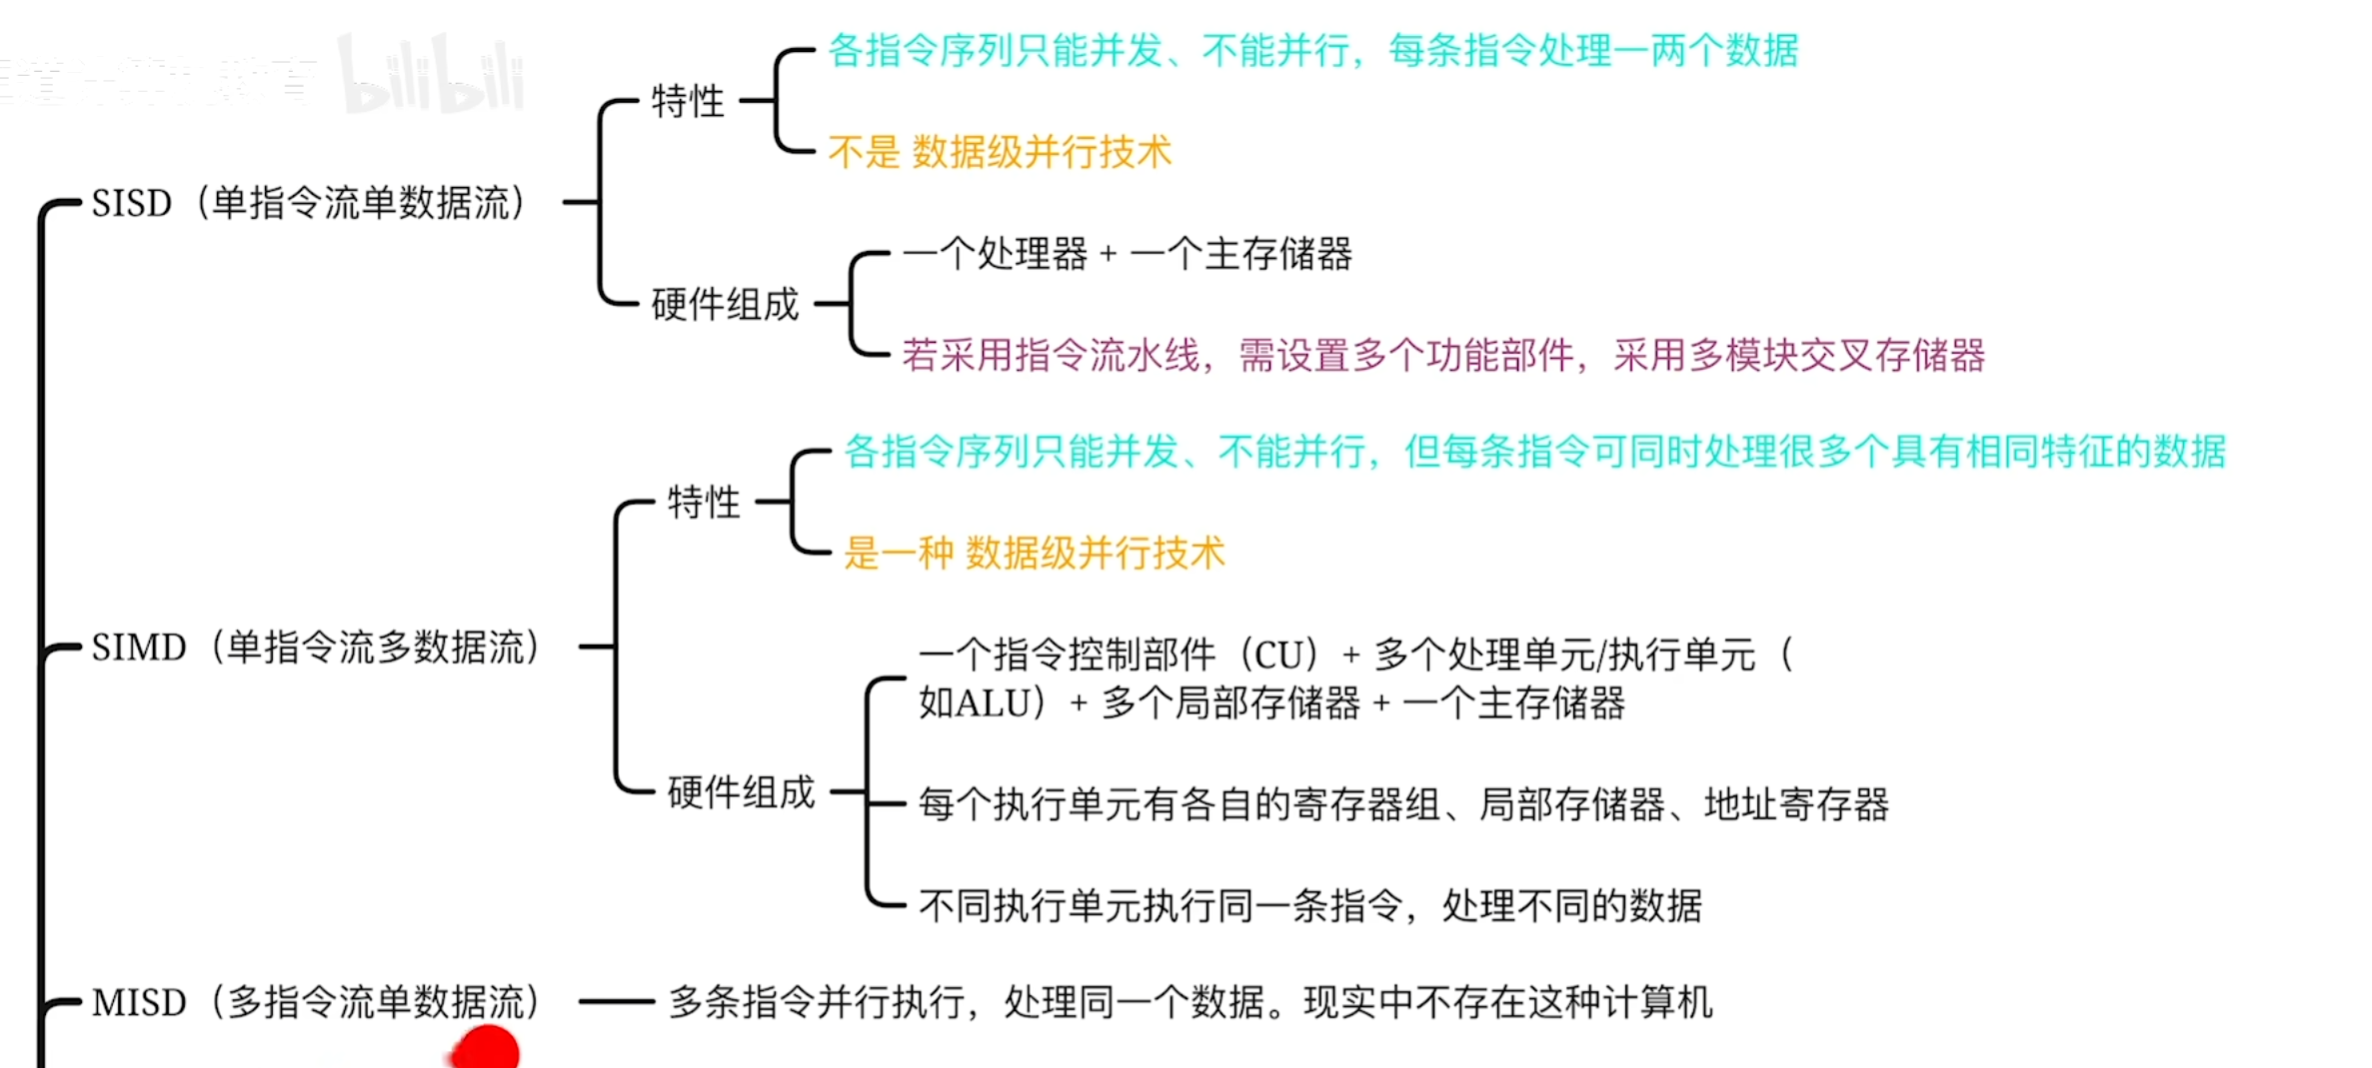 bilibili
各指令序列只能并发、不能并行，每条指令处理一两个数据
特性
不是 数据级并行技术
SISD（单指令流单数据流）
一个处理器 + 一个主存储器
硬件组成
若采用指令流水线，需设置多个功能部件，采用多模块交叉存储器
各指令序列只能并发、不能并行，但每条指令可同时处理很多个具有相同特征的数据
特性
是一种 数据级并行技术
SIMD（单指令流多数据流）
一个指令控制部件（CU）+ 多个处理单元/执行单元（
如ALU）+ 多个局部存储器 + 一个主存储器
硬件组成
每个执行单元有各自的寄存器组、局部存储器、地址寄存器
不同执行单元执行同一条指令，处理不同的数据
MISD（多指令流单数据流）
多条指令并行执行，处理同一个数据。现实中不存在这种计算机